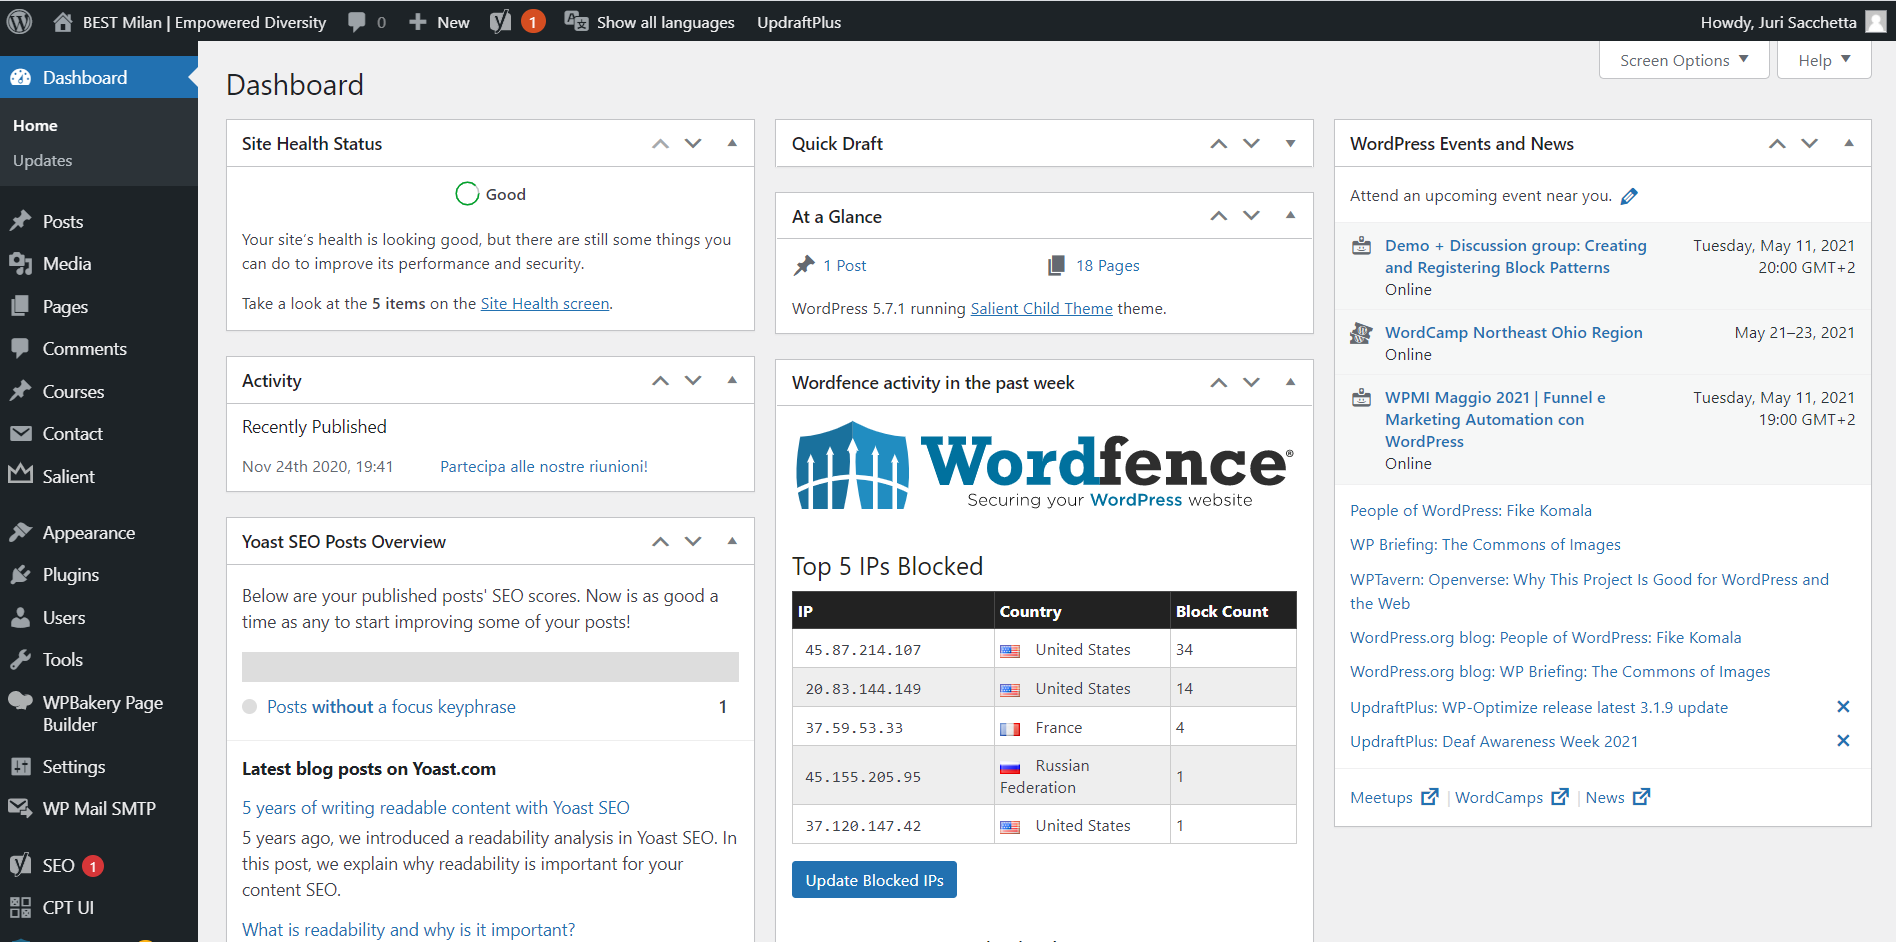 BEST Milan | Empowered Diversity
0
New
1
Show all languages
UpdraftPlus
Howdy, Juri Sacchetta
Dashboard
Home
Updates
Posts
Media
Pages
Comments
Courses
Contact
Salient
Appearance
Plugins
Users
Tools
WPBakery Page
Builder
Settings
WP Mail SMTP
SEO 1
CPT UI
Screen Options
Help
Dashboard
Site Health Status
Good
Your site's health is looking good, but there are still some things you
can do to improve its performance and security.
Take a look at the 5 items on the Site Health screen.
Activity
Recently Published
Nov 24th 2020, 19:41 Partecipa alle nostre riunioni!
Yoast SEO Posts Overview
Below are your published posts' SEO scores. Now is as good a
time as any to start improving some of your posts!
Posts without a focus keyphrase 1
Latest blog posts on Yoast.com
5 years of writing readable content with Yoast SEO
5 years ago, we introduced a readability analysis in Yoast SEO. In
this post, we explain why readability is important for your
content SEO.
What is readability and why is it important?
Quick Draft
At a Glance
1 Post 18 Pages
WordPress 5.7.1 running Salient Child Theme theme.
Wordfence activity in the past week
Wordfence®
Securing your WordPress website
Top 5 IPs Blocked
IP Country Block Count
45.87.214.107 United States 34
20.83.144.149 United States 14
37.59.53.33 France 4
45.155.205.95 Russian
Federation 1
37.120.147.42 United States 1
Update Blocked IPs
WordPress Events and News
Attend an upcoming event near you.
Demo + Discussion group: Creating Tuesday, May 11, 2021
and Registering Block Patterns 20:00 GMT+2
Online
WordCamp Northeast Ohio Region May 21–23, 2021
Online
WPMI Maggio 2021 | Funnel e Tuesday, May 11, 2021
Marketing Automation con 19:00 GMT+2
WordPress
Online
People of WordPress: Fike Komala
WP Briefing: The Commons of Images
WPTavern: Openverse: Why This Project Is Good for WordPress and
the Web
WordPress.org blog: People of WordPress: Fike Komala
WordPress.org blog: WP Briefing: The Commons of Images
UpdraftPlus: WP-Optimize release latest 3.1.9 update
UpdraftPlus: Deaf Awareness Week 2021
Meetups | WordCamps | News